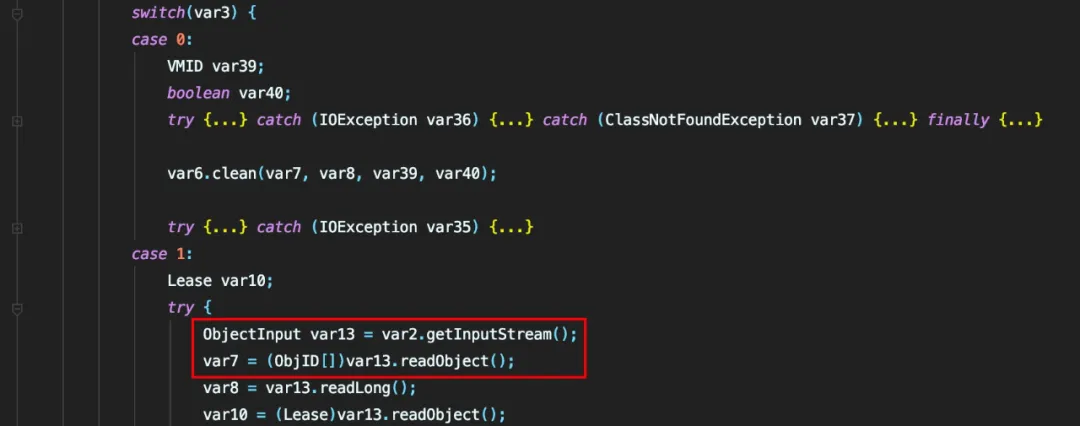 switch(var3) {
case 0:
VMID var39;
boolean var40;
try {...} catch (IOException var36) {...} catch (ClassNotFoundException var37) {...} finally {...}
var6.clean(var7, var8, var39, var40);
try {...} catch (IOException var35) {...}
case 1:
Lease var10;
try {
ObjectInput var13 = var2.getInputStream();
var7 = (ObjID[])var13.readObject();
var8 = var13.readLong();
var10 = (Lease)var13.readObject();